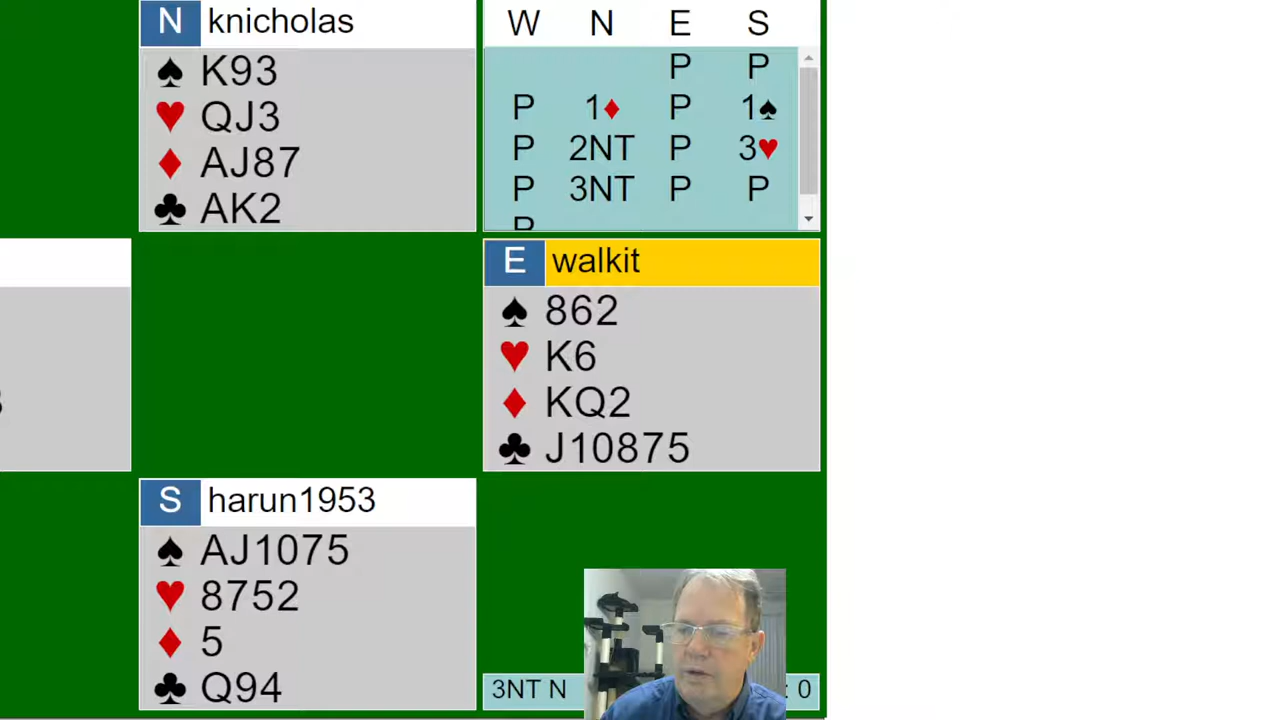 N knicholas
♠ K93
♥ QJ3
♦ AJ87
♣ AK2
W N E S
P P
P 1♦ P 1♠
P 2NT P 3♥
P 3NT P P
P
E walkit
♠ 862
♥ K6
♦ KQ2
♣ J10875
S harun1953
♠ AJ1075
♥ 8752
♦ 5
♣ Q94
3NT N
: 0